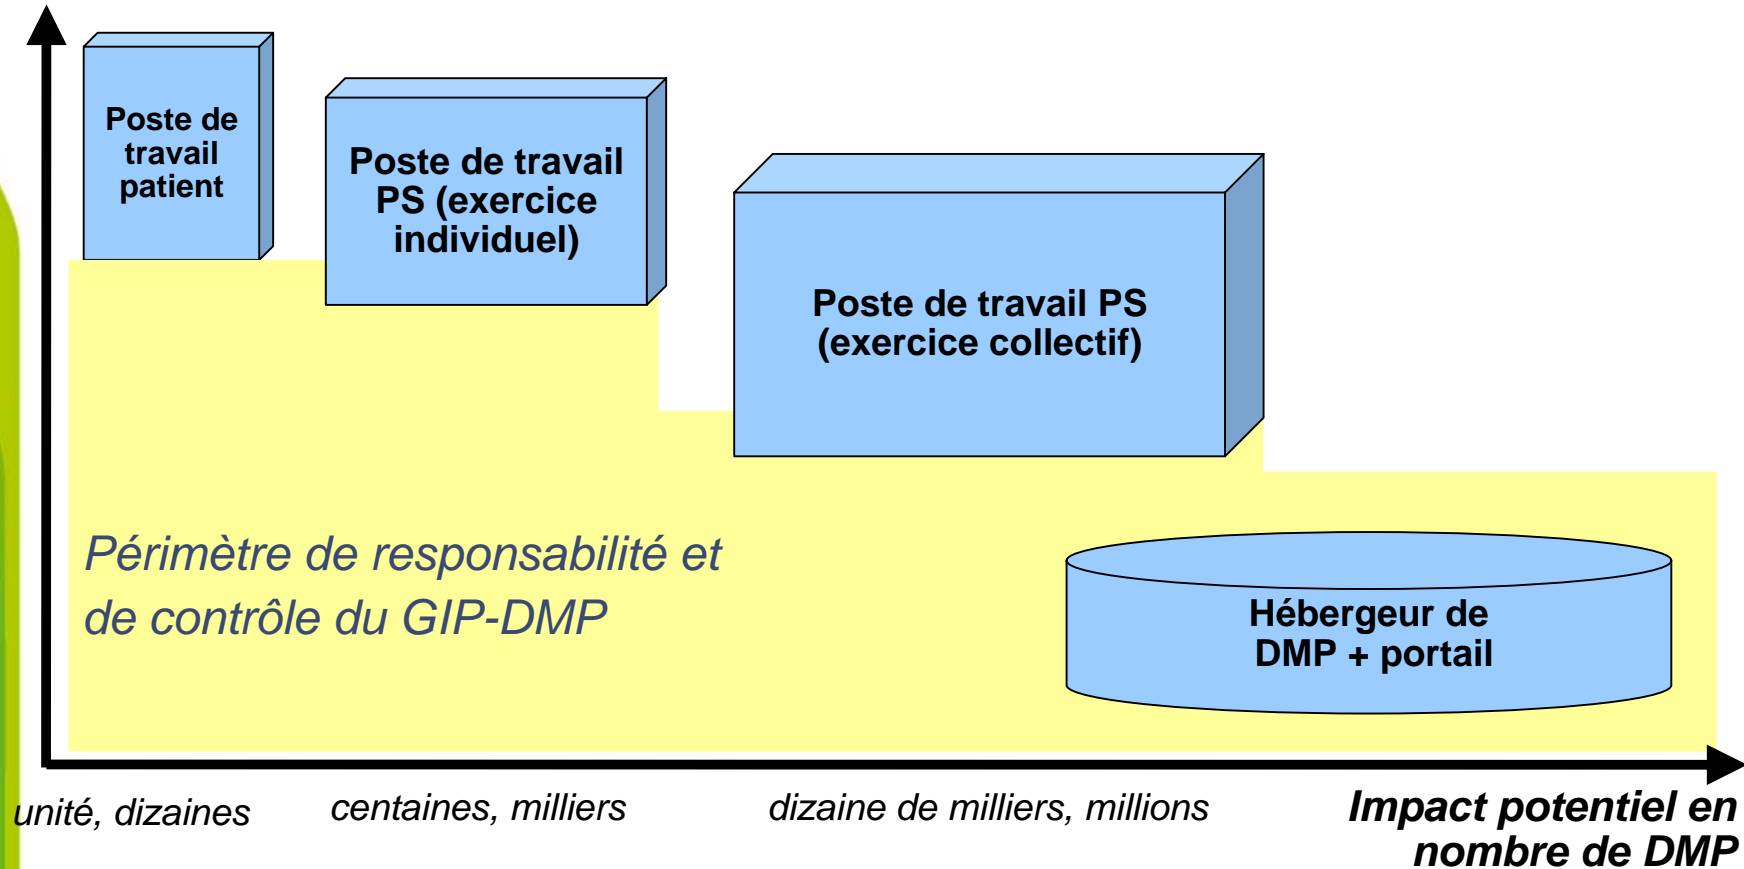 Poste de
travail
patient
Poste de travail
PS (exercice
individuel)
Poste de travail PS
(exercice collectif)
Périmètre de responsabilité et
de contrôle du GIP-DMP
Hébergeur de
DMP + portail
unité, dizaines
centaines, milliers
dizaine de milliers, millions
Impact potentiel en
nombre de DMP